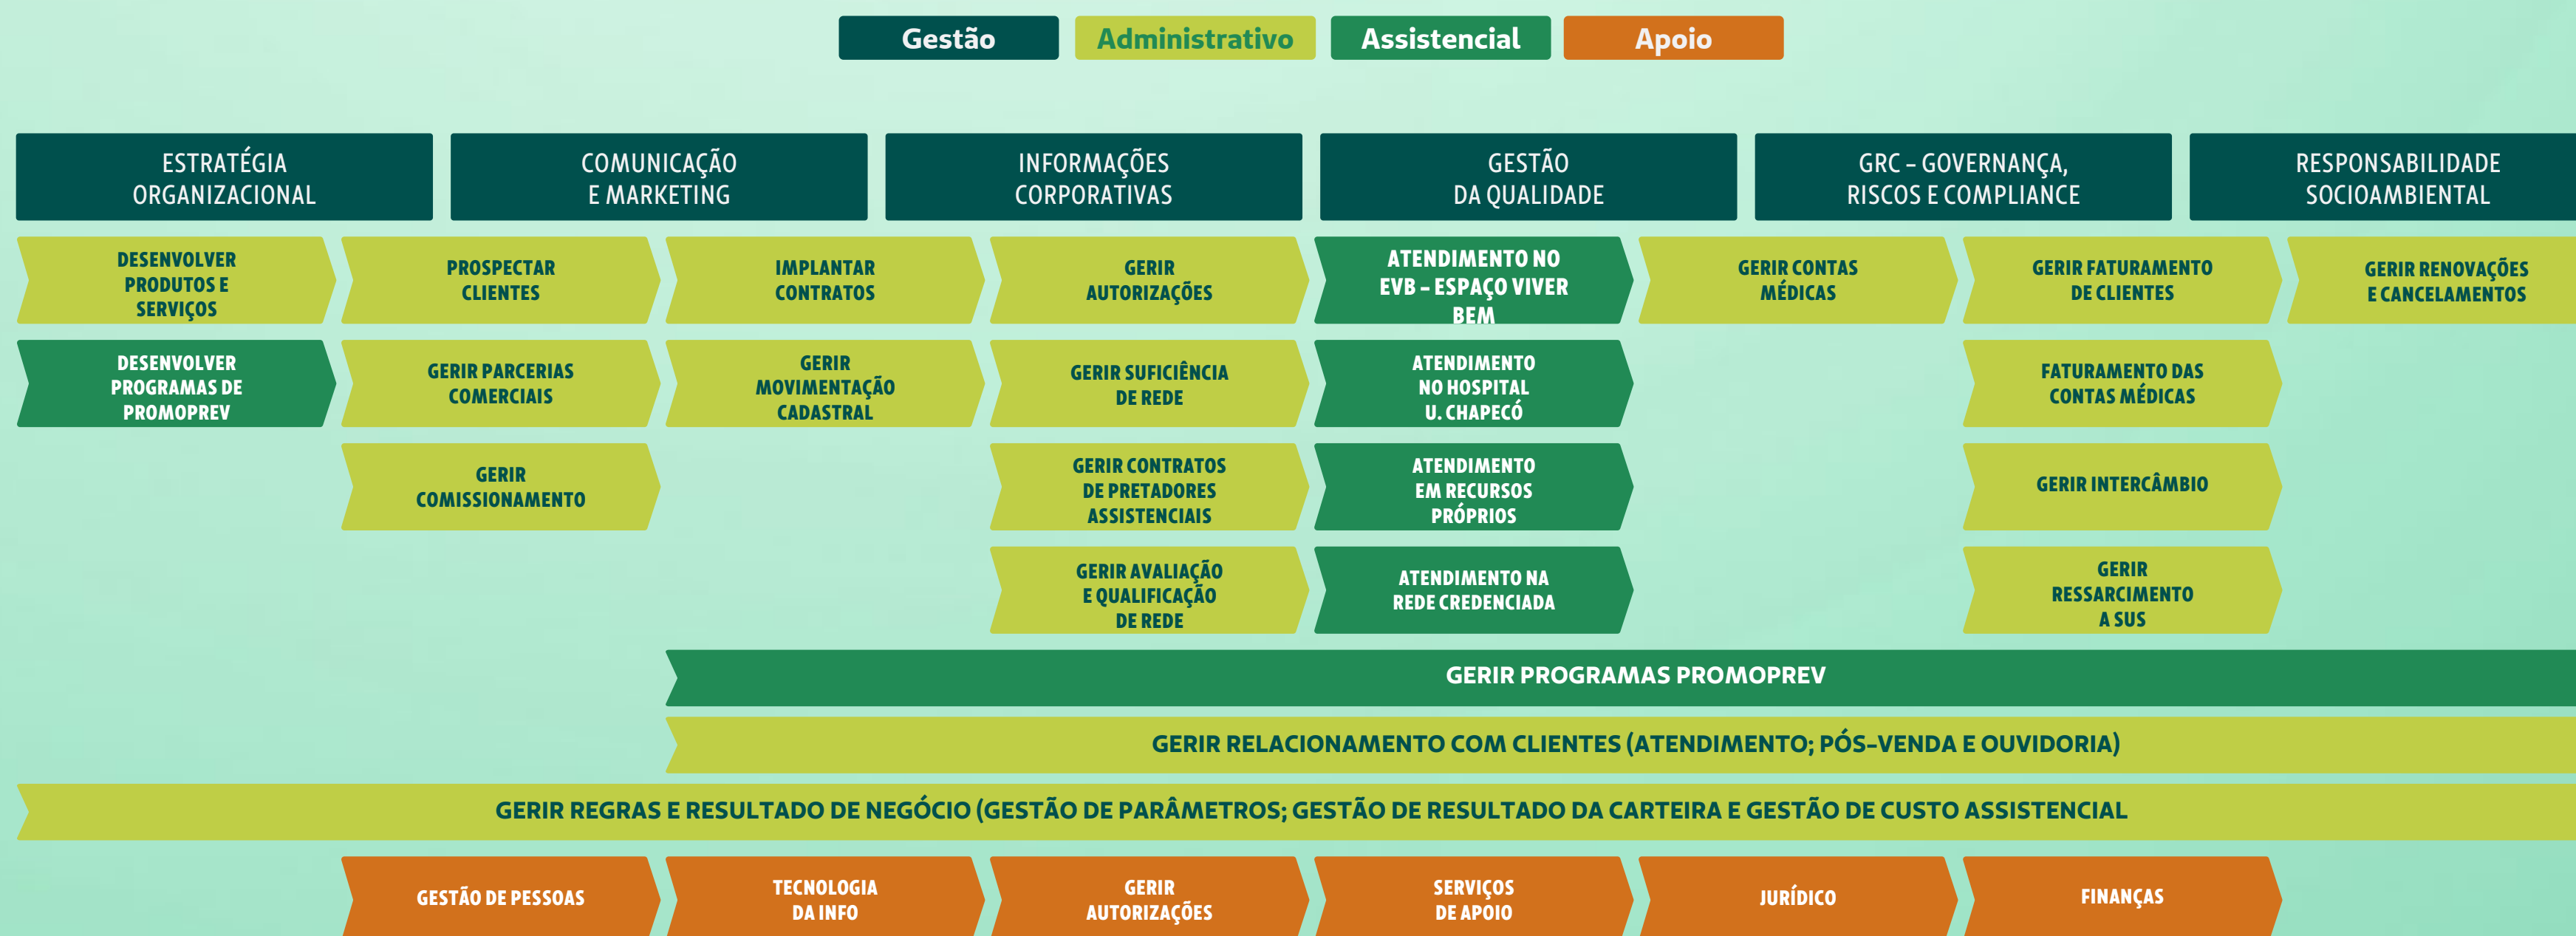 Gestão
Administrativo
Assistencial
Apoio
ESTRATÉGIA
ORGANIZACIONAL
COMUNICAÇÃO
E MARKETING
INFORMAÇÕES
CORPORATIVAS
GESTÃO
DA QUALIDADE
GRC – GOVERNANÇA,
RISCOS E COMPLIANCE
RESPONSABILIDADE
SOCIOAMBIENTAL
DESENVOLVER
PRODUTOS E
SERVIÇOS
PROSPECTAR
CLIENTES
IMPLANTAR
CONTRATOS
GERIR
AUTORIZAÇÕES
ATENDIMENTO NO
EVB – ESPAÇO VIVER
BEM
GERIR CONTAS
MÉDICAS
GERIR FATURAMENTO
DE CLIENTES
GERIR RENOVAÇÕES
E CANCELAMENTOS
DESENVOLVER
PROGRAMAS DE
PROMOPREV
GERIR PARCERIAS
COMERCIAIS
GERIR
MOVIMENTAÇÃO
CADASTRAL
GERIR SUFICIÊNCIA
DE REDE
ATENDIMENTO
NO HOSPITAL
U. CHAPECÓ
FATURAMENTO DAS
CONTAS MÉDICAS
GERIR
COMISSIONAMENTO
GERIR CONTRATOS
DE PRETADORES
ASSISTENCIAIS
ATENDIMENTO
EM RECURSOS
PRÓPRIOS
GERIR INTERCÂMBIO
GERIR AVALIAÇÃO
E QUALIFICAÇÃO
DE REDE
ATENDIMENTO NA
REDE CREDENCIADA
GERIR
RESSARCIMENTO
A SUS
GERIR PROGRAMAS PROMOPREV
GERIR RELACIONAMENTO COM CLIENTES (ATENDIMENTO; PÓS-VENDA E OUVIDORIA)
GERIR REGRAS E RESULTADO DE NEGÓCIO (GESTÃO DE PARÂMETROS; GESTÃO DE RESULTADO DA CARTEIRA E GESTÃO DE CUSTO ASSISTENCIAL
GESTÃO DE PESSOAS
TECNOLOGIA
DA INFO
GERIR
AUTORIZAÇÕES
SERVIÇOS
DE APOIO
JURÍDICO
FINANÇAS